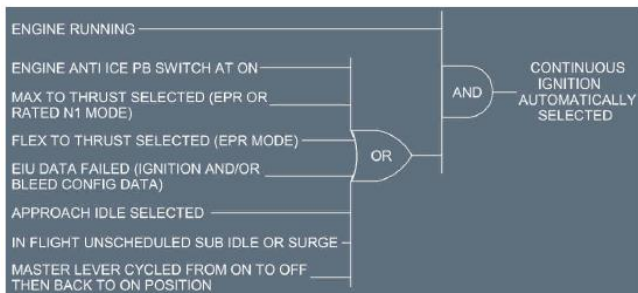 ENGINE RUNNING
ENGINE ANTI ICE PB SWITCH AT ON
MAX TO THRUST SELECTED (EPR OR
RATED N1 MODE)
FLEX TO THRUST SELECTED (EPR MODE)
EIU DATA FAILED (IGNITION AND/OR
BLEED CONFIG DATA)
APPROACH IDLE SELECTED
IN FLIGHT UNSCHEDULED SUB IDLE OR SURGE
MASTER LEVER CYCLED FROM ON TO OFF
THEN BACK TO ON POSITION
OR
AND
CONTINUOUS
IGNITION
AUTOMATICALLY
SELECTED